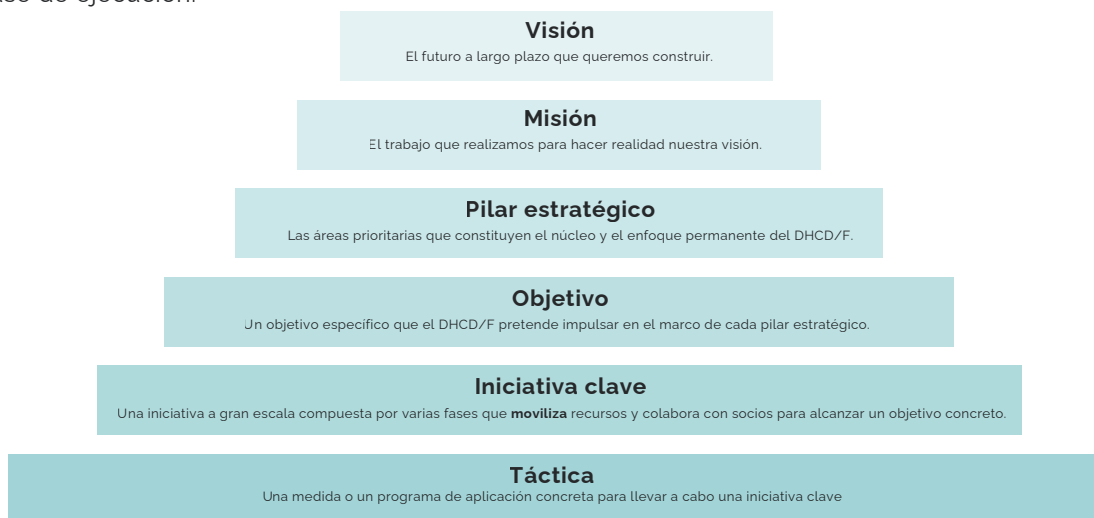 ase de ejecución.
Visión
El futuro a largo plazo que queremos construir.
Misión
El trabajo que realizamos para hacer realidad nuestra visión.
Pilar estratégico
Las áreas prioritarias que constituyen el núcleo y el enfoque permanente del DHCD/F.
Objetivo
Un objetivo específico que el DHCD/F pretende impulsar en el marco de cada pilar estratégico.
Iniciativa clave
Una iniciativa a gran escala compuesta por varias fases que moviliza recursos y colabora con socios para alcanzar un objetivo concreto.
Táctica
Una medida o un programa de aplicación concreta para llevar a cabo una iniciativa clave